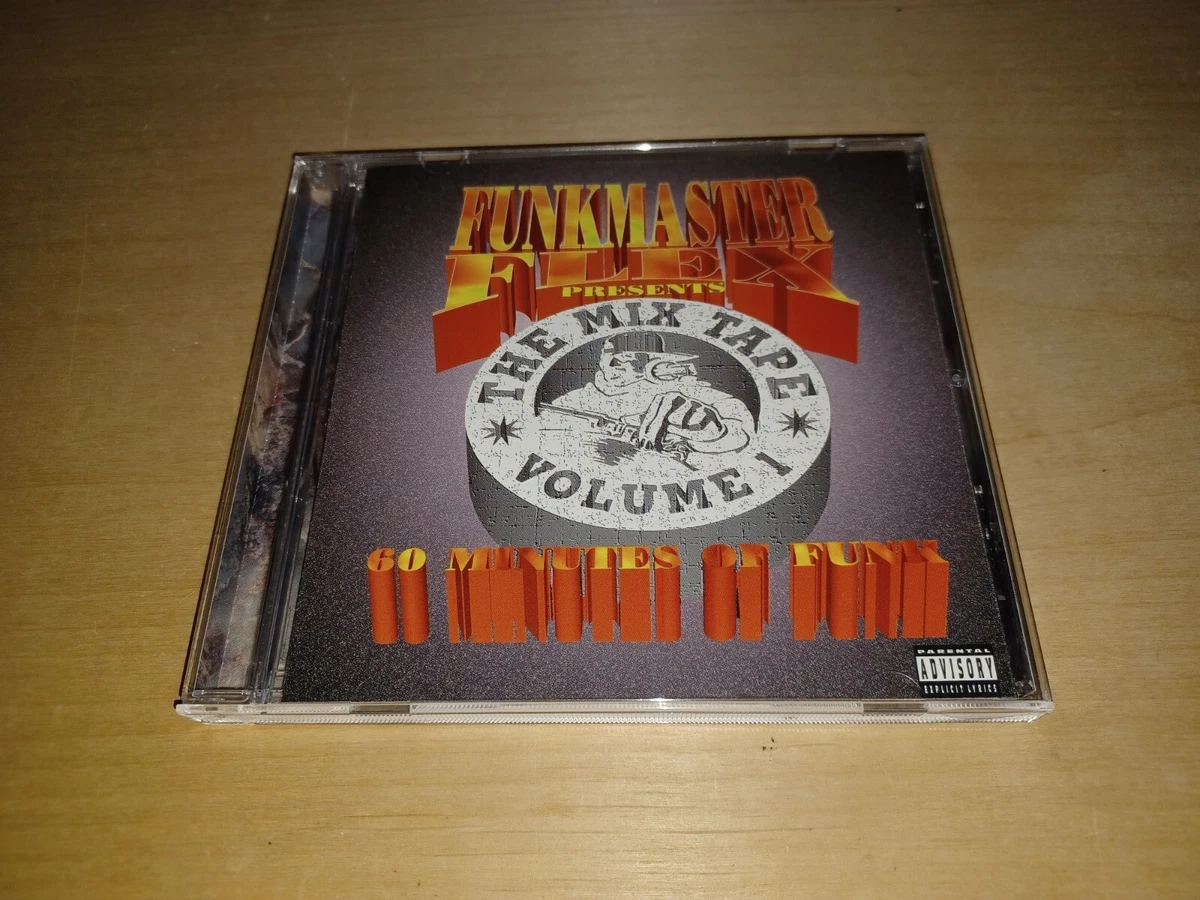 FUNKMASTER
FLEX
PRESENTS
THE MIX TAPE
VOLUME 1
60 MINUTES OF FUNK
PARENTAL
ADVISORY
EXPLICIT LYRICS